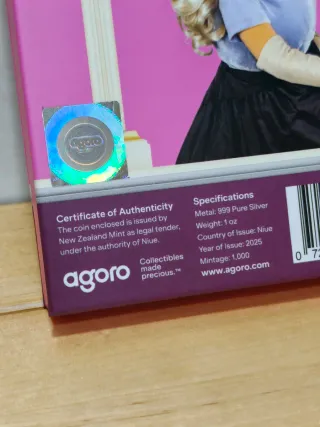 agoro
Certificate of Authenticity
The coin enclosed is issued by
New Zealand Mint as legal tender,
under the authority of Niue.
agoro
Collectibles
made
precious.™
Specifications
Metal: 999 Pure Silver
Weight: 1 oz
Country of Issue: Niue
Year of Issue: 2025
Mintage: 1,000
www.agoro.com
0